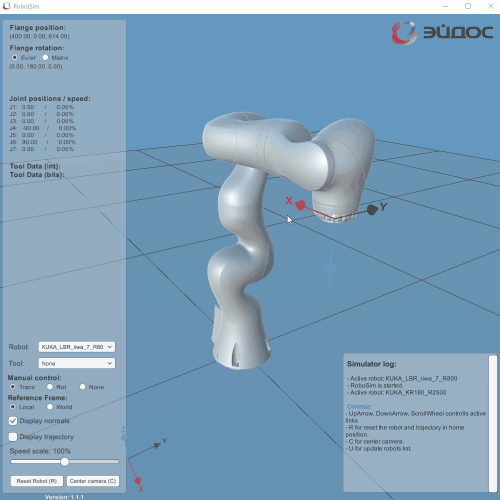 RobotSim
Flange position:
(400.00, 0.00, 614.00)
Flange rotation:
Euler Matrix
(0.00, 180.00, 0.00)
Joint positions / speed:
J1: 0.00 / 0.00%
J2: 0.00 / 0.00%
J3: 0.00 / 0.00%
J4: -90.00 / 0.00%
J5: 0.00 / 0.00%
J6: 90.00 / 0.00%
J7: 0.00 / 0.00%
Tool Data (int):
Tool Data (bits):
Robot: KUKA_LBR_iiwa_7_R80
Tool: None
Manual control:
Trans Rot None
Reference Frame:
Local World
Display normals
Display trajectory
Speed scale: 100%
Reset Robot (R) Center camera (C)
Version: 1.1.1
ЭЙДОС
X
Y
Y
X
Simulator log:
- Active robot: KUKA_LBR_iiwa_7_R800
- RoboSim is started.
- Active robot: KUKA_KR180_R2500
Controls:
- UpArrow, DownArrow, ScrollWheel controlls active
links
- R for reset the robot and trajectory in home
position.
- C for center camera.
- U for update robots list.